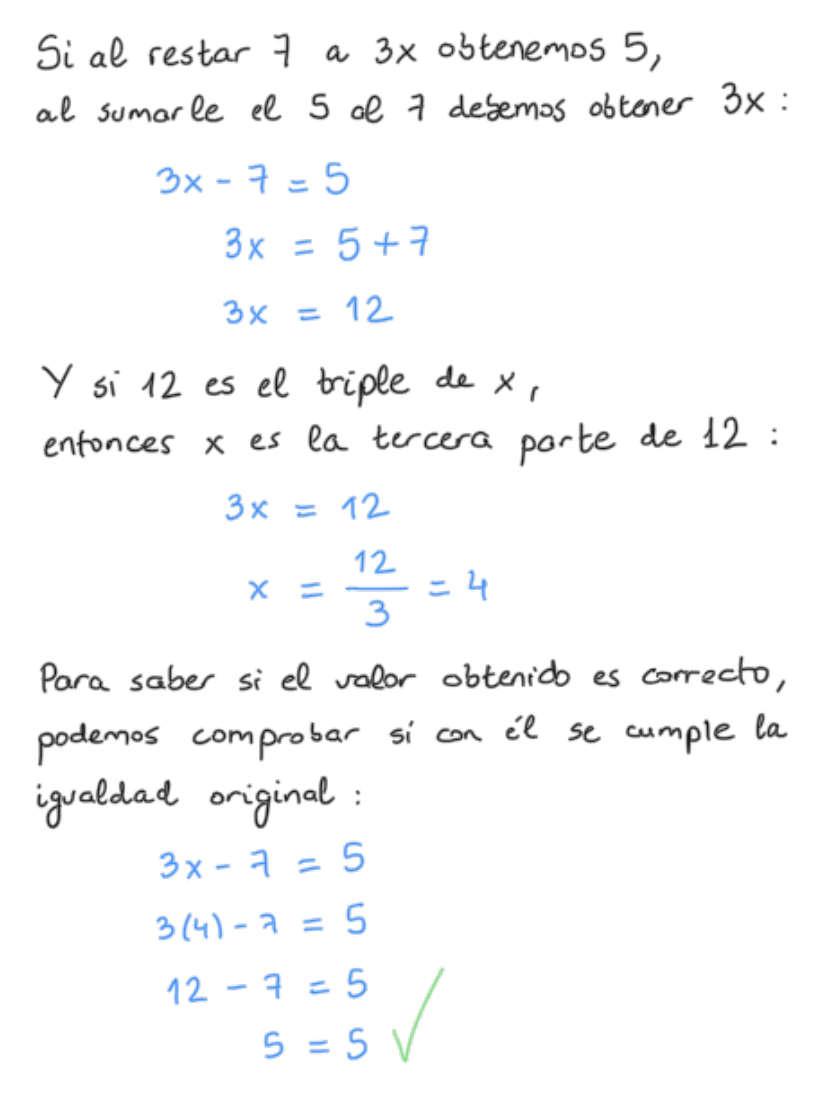 Si al restar 7 a 3x obtenemos 5,
al sumarle el 5 al 7 debemos obtener 3x :
3x - 7 = 5
3x = 5 + 7
3x = 12
Y si 12 es el triple de x,
entonces x es la tercera parte de 12 :
3x = 12
x = 12/3 = 4
Para saber si el valor obtenido es correcto,
podemos comprobar si con él se cumple la
igualdad original :
3x - 7 = 5
3(4) - 7 = 5
12 - 7 = 5
5 = 5 ✓